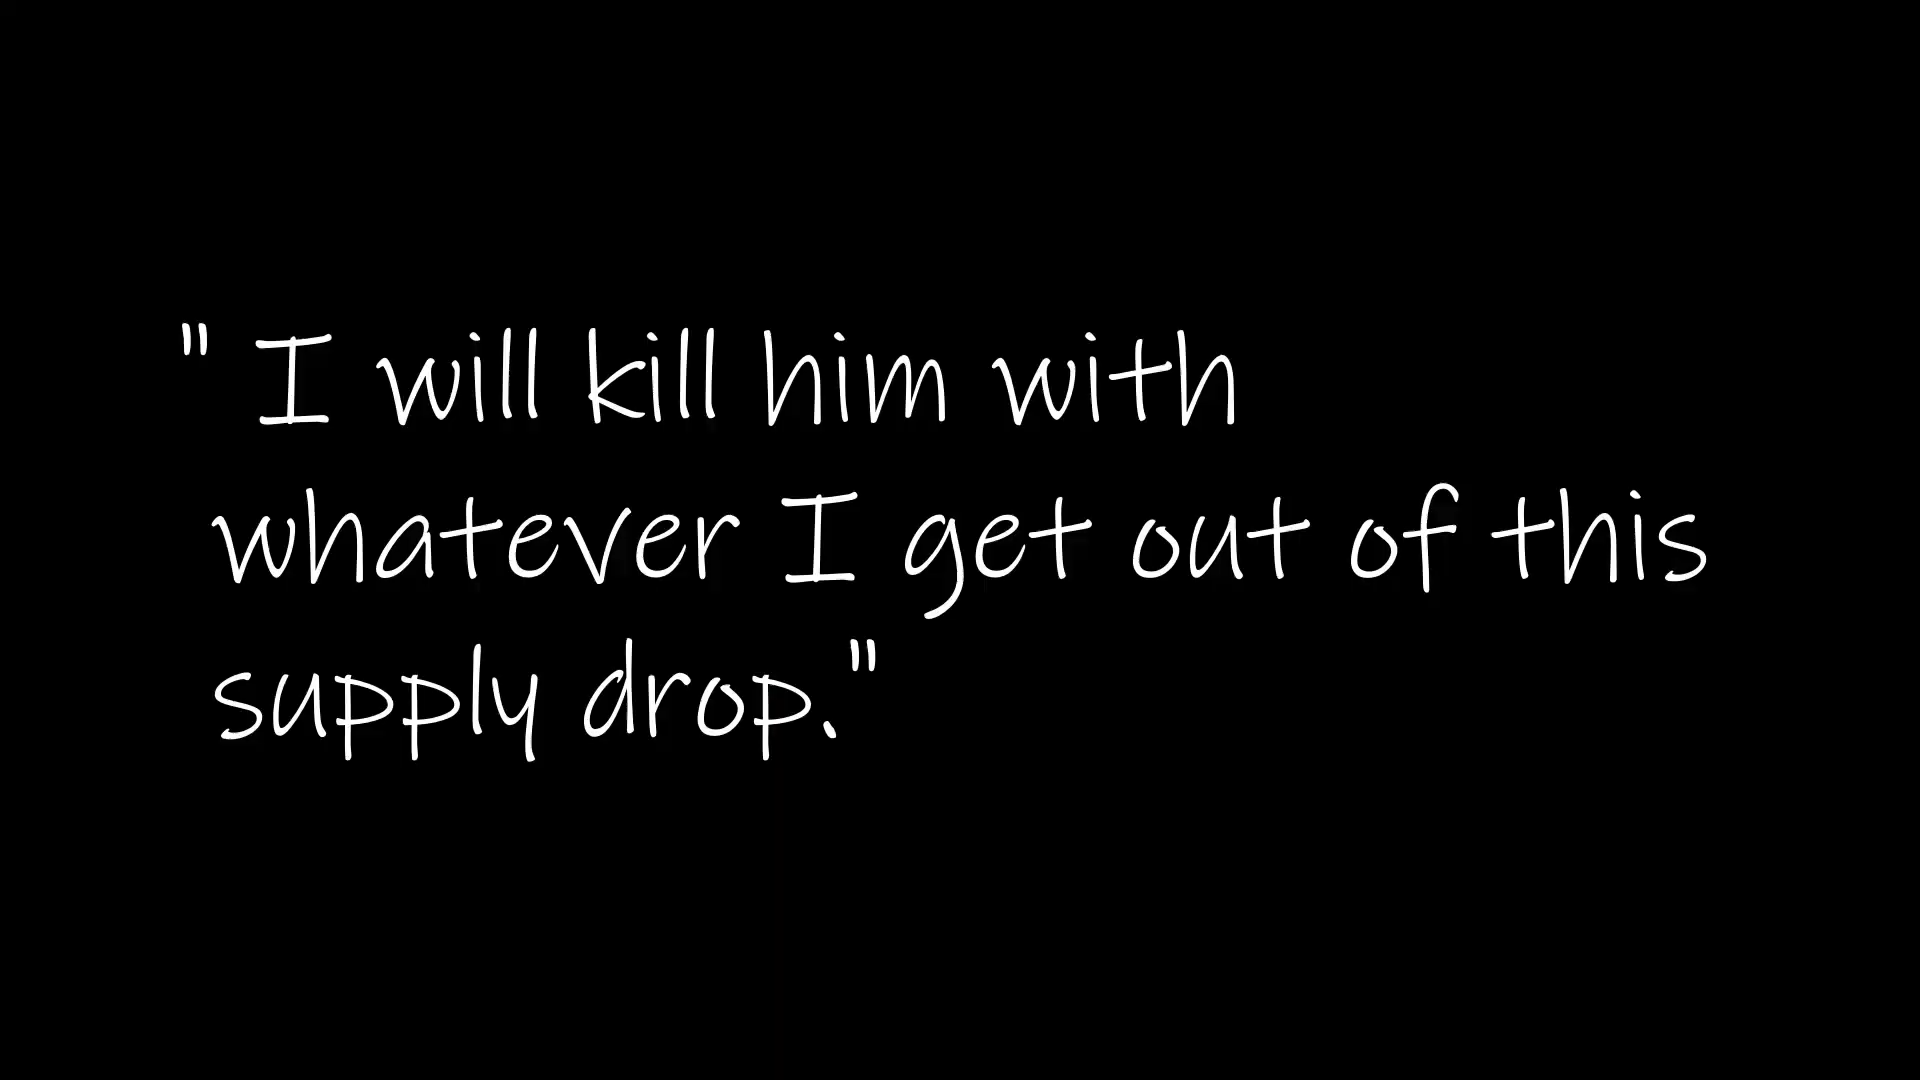 " I will kill him with
whatever I get out of this
supply drop."